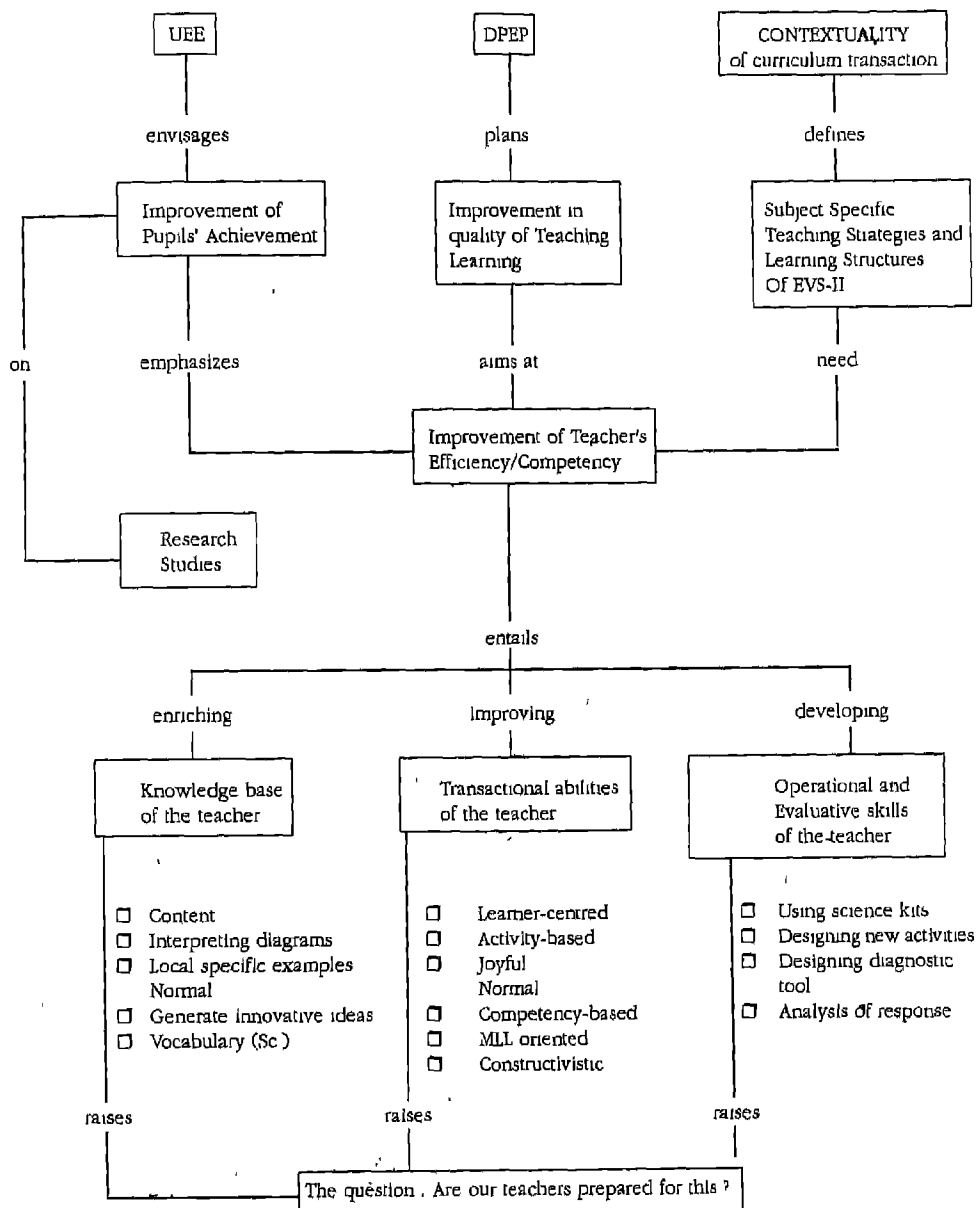 UEE
DPEP
CONTEXTUALITY
of curriculum transaction
envisages
plans
defines
Improvement of
Pupils' Achievement
Improvement in
quality of Teaching
Learning
Subject Specific
Teaching Strategies and
Learning Structures
Of EVS-II
on
emphasizes
aims at
need
Improvement of Teacher's
Efficiency/Competency
Research
Studies
entails
enriching
improving
developing
Knowledge base
of the teacher
Transactional abilities
of the teacher
Operational and
Evaluative skills
of the teacher
Content
Interpreting diagrams
Local specific examples
Normal
Generate innovative ideas
Vocabulary (Sc )
Learner-centred
Activity-based
Joyful
Normal
Competency-based
MLL oriented
Constructivistic
Using science kits
Designing new activities
Designing diagnostic
tool
Analysis of response
raises
raises
raises
The question . Are our teachers prepared for this ?